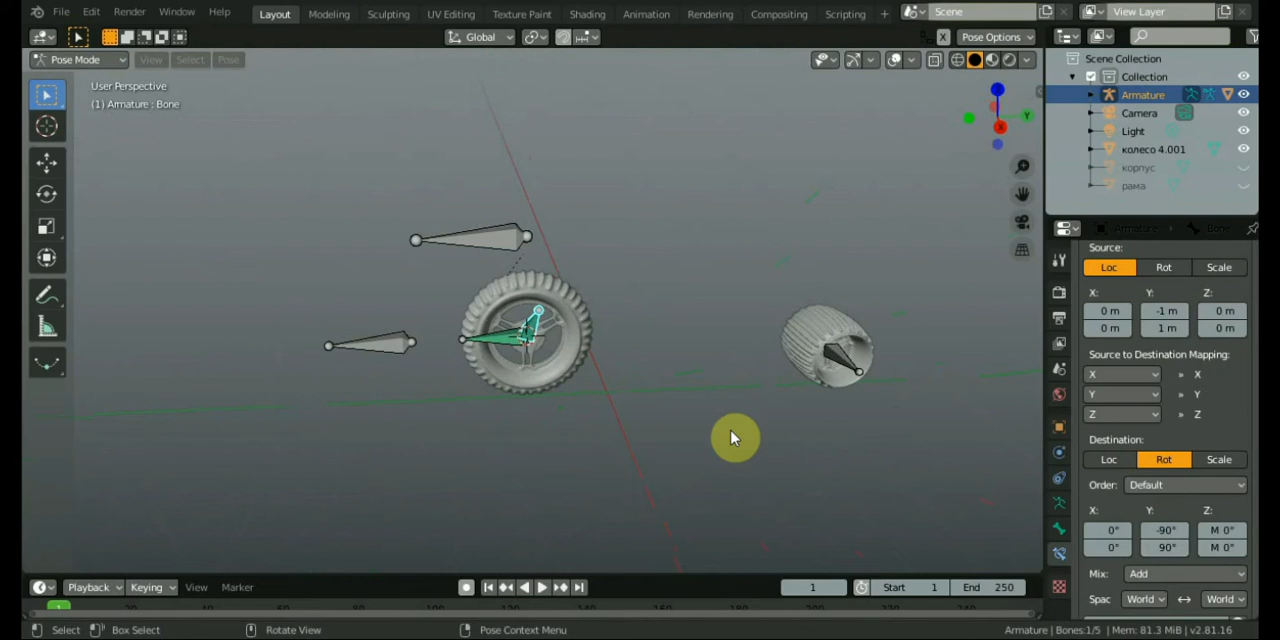 File Edit Render Window Help Layout Modeling Sculpting UV Editing Texture Paint Shading Animation Rendering Compositing Scripting + Scene View Layer
Global X Pose Options
Pose Mode View Select Pose
User Perspective
(1) Armature : Bone
Z
Y
X
Scene Collection
Collection
Armature
Camera
Light
колесо 4.001
корпус
рама
Armature Bone
Source:
Loc Rot Scale
X: Y: Z:
0 m -1 m 0 m
0 m 1 m 0 m
Source to Destination Mapping:
X » X
Y » Y
Z » Z
Destination:
Loc Rot Scale
Order: Default
X: Y: Z:
0° -90° M 0°
0° 90° M 0°
Mix: Add
Spac World World
Playback Keying View Marker 1 Start 1 End 250
1
Select Box Select Rotate View Pose Context Menu Armature | Bones:1/5 | Mem: 81.3 MiB | v2.81.16